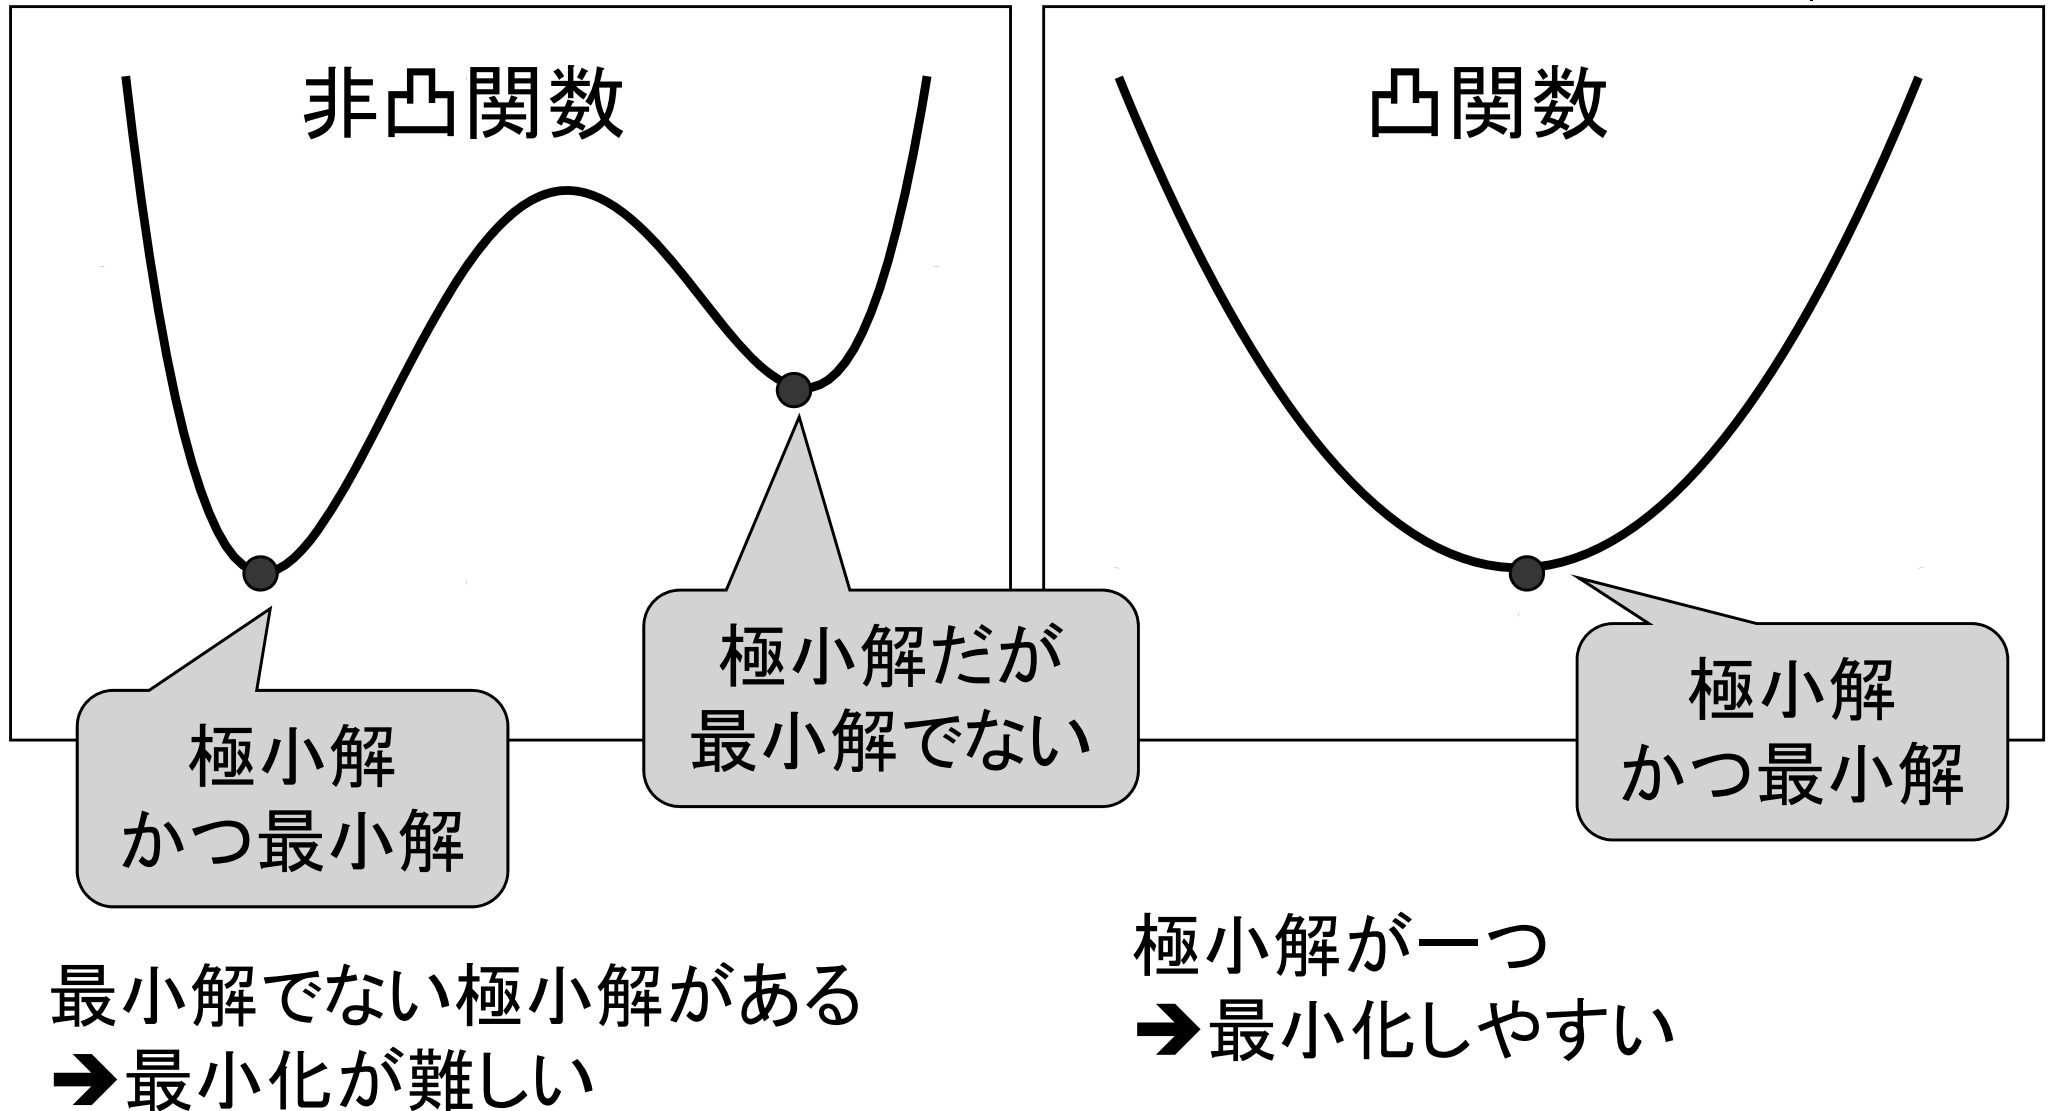 非凸関数
極小解
かつ最小解
極小解だが
最小解でない
最小解でない極小解がある
➔最小化が難しい
凸関数
極小解
かつ最小解
極小解が一つ
➔最小化しやすい